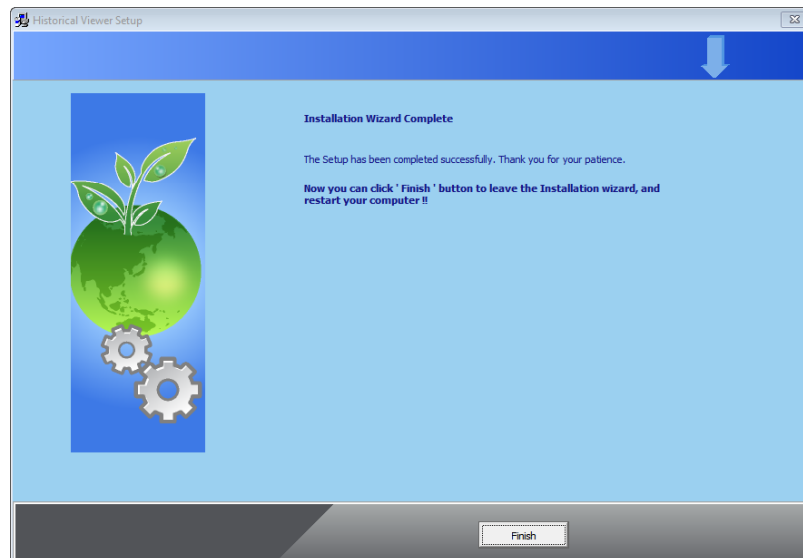 Historical Viewer Setup
Installation Wizard Complete
The Setup has been completed successfully. Thank you for your patience.
Now you can click ' Finish ' button to leave the Installation wizard, and
restart your computer !!
Finish